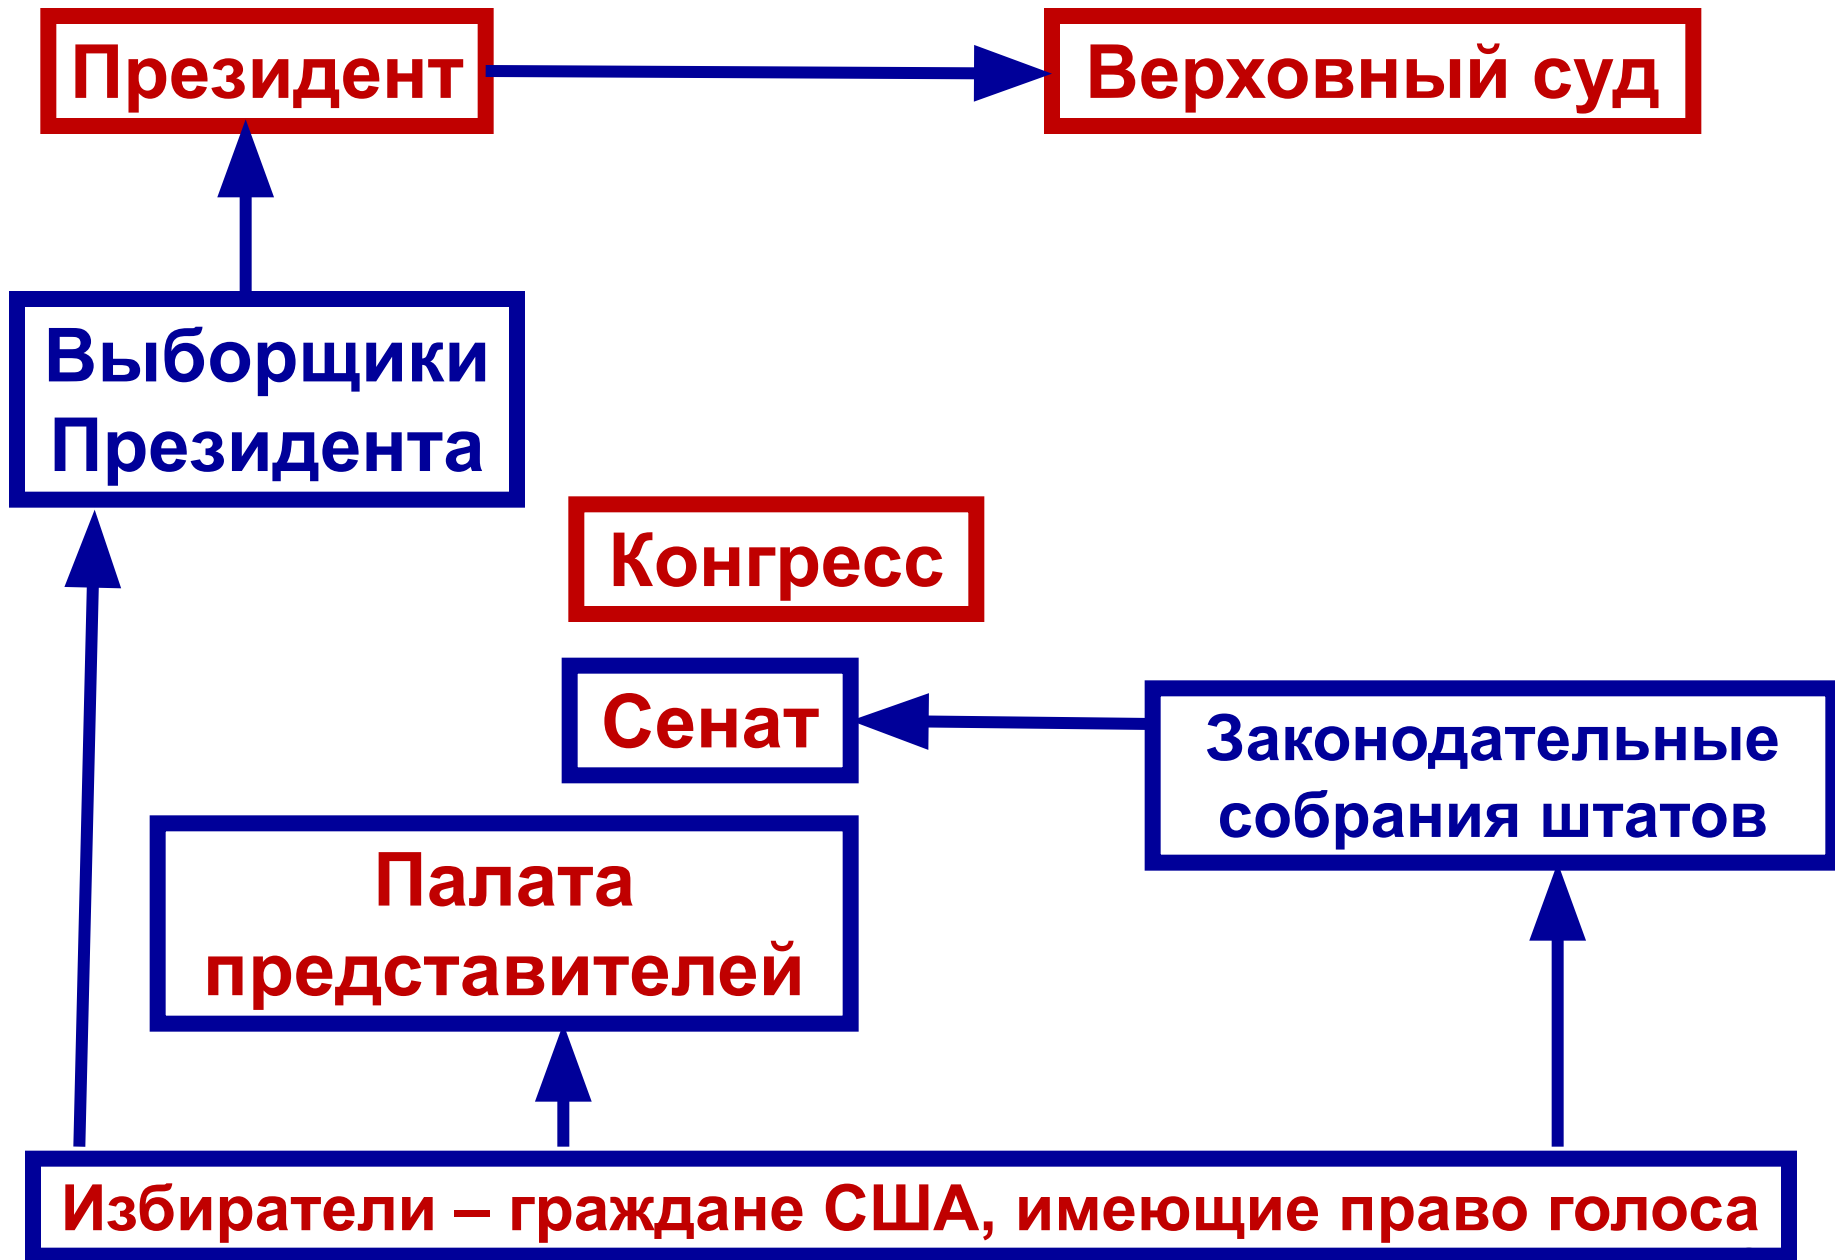 Президент
Верховный суд
Выборщики
Президента
Конгресс
Сенат
Законодательные
собрания штатов
Палата
представителей
Избиратели – граждане США, имеющие право голоса